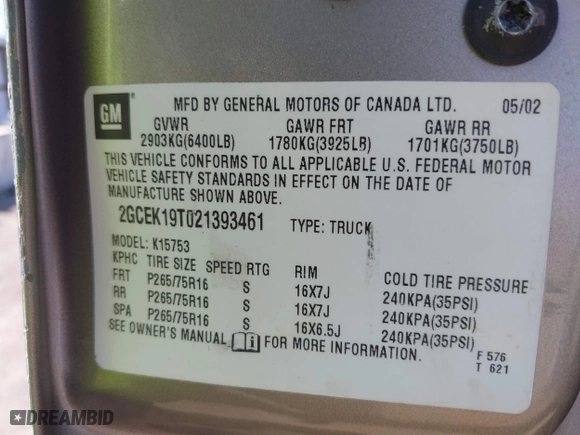 GM
MFD BY GENERAL MOTORS OF CANADA LTD. 05/02
GVWR GAWR FRT GAWR RR
2903KG(6400LB) 1780KG(3925LB) 1701KG(3750LB)
THIS VEHICLE CONFORMS TO ALL APPLICABLE U.S. FEDERAL MOTOR
VEHICLE SAFETY STANDARDS IN EFFECT ON THE DATE OF
MANUFACTURE SHOWN ABOVE.
2GCEK19T021393461 TYPE: TRUCK
MODEL: K15753
KPHC TIRE SIZE SPEED RTG RIM COLD TIRE PRESSURE
FRT P265/75R16 S 16X7J 240KPA(35PSI)
RR P265/75R16 S 16X7J 240KPA(35PSI)
SPA P265/75R16 S 16X6.5J 240KPA(35PSI)
SEE OWNER'S MANUAL FOR MORE INFORMATION.
F 576
T 621
DREAMBID